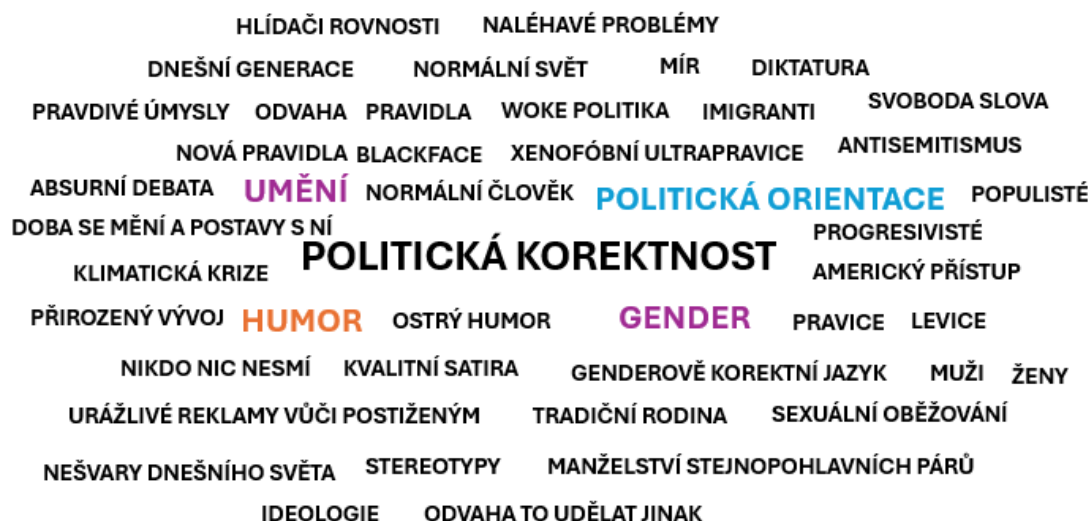 HLÍDAČI ROVNOSTI NALÉHAVÉ PROBLÉMY
DNEŠNÍ GENERACE NORMÁLNÍ SVĚT MÍR DIKTATURA
PRAVDIVÉ ÚMYSLY ODVAHA PRAVIDLA WOKE POLITIKA IMIGRANTI SVOBODA SLOVA
NOVÁ PRAVIDLA BLACKFACE XENOFÓBNÍ ULTRAPRAVICE ANTISEMITISMUS
ABSURNÍ DEBATA UMĚNÍ NORMÁLNÍ ČLOVĚK POLITICKÁ ORIENTACE POPULISTÉ
DOBA SE MĚNÍ A POSTAVY S NÍ PROGRESIVISTÉ
KLIMATICKÁ KRIZE POLITICKÁ KOREKTNOST AMERICKÝ PŘÍSTUP
PŘIROZENÝ VÝVOJ HUMOR OSTRÝ HUMOR GENDER PRAVICE LEVICE
NIKDO NIC NESMÍ KVALITNÍ SATIRA GENDEROVĚ KOREKTNÍ JAZYK MUŽI ŽENY
URÁŽLIVÉ REKLAMY VŮČI POSTIŽENÝM TRADIČNÍ RODINA SEXUÁLNÍ OBĚŽOVÁNÍ
NEŠVARY DNEŠNÍHO SVĚTA STEREOTYPY MANŽELSTVÍ STEJNOPOHLAVNÍCH PÁRŮ
IDEOLOGIE ODVAHA TO UDĚLAT JINAK